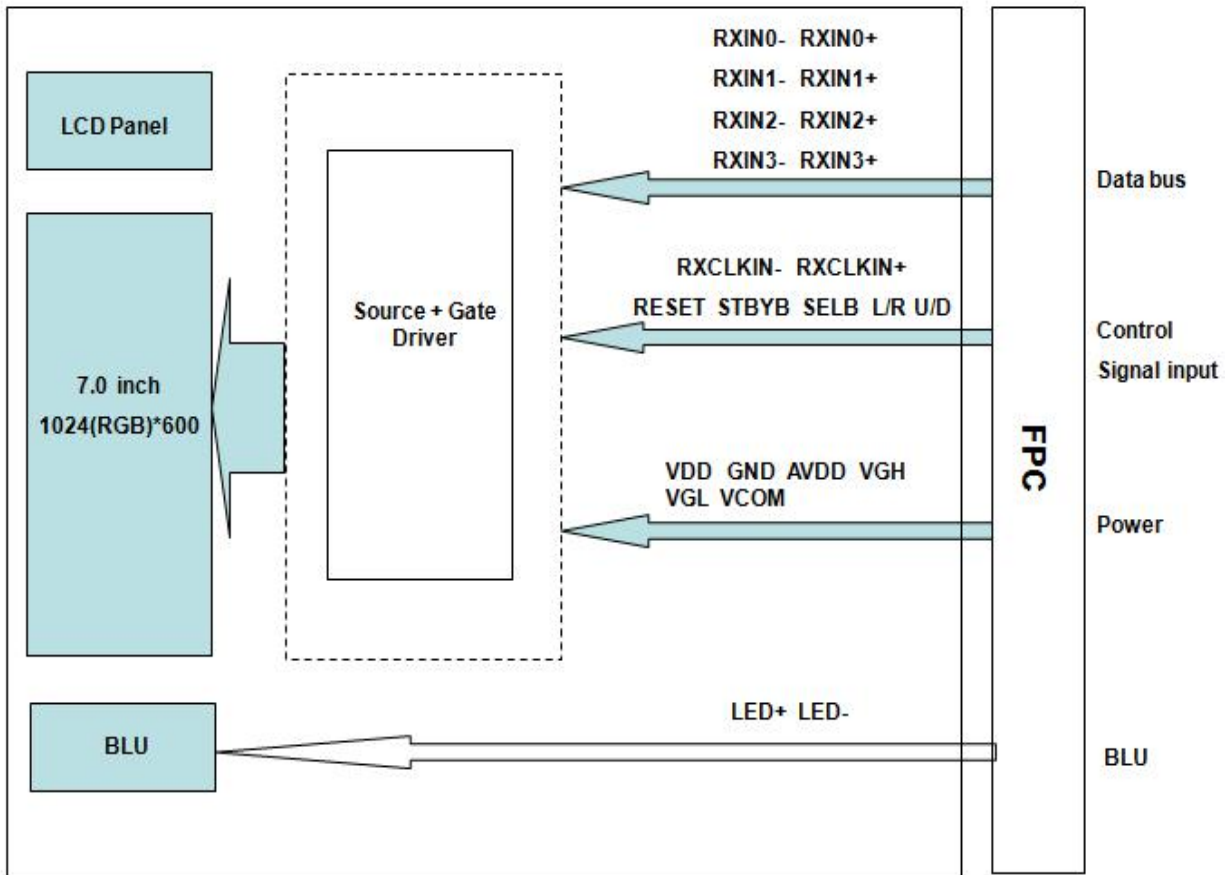 RXIN0- RXIN0+
RXIN1- RXIN1+
RXIN2- RXIN2+
RXIN3- RXIN3+
Data bus
LCD Panel
Source + Gate
Driver
7.0 inch
1024(RGB)*600
RXCLKIN- RXCLKIN+
RESET STBYB SELB L/R U/D
Control
Signal input
VDD GND AVDD VGH
VGL VCOM
Power
FPC
LED+ LED-
BLU
BLU